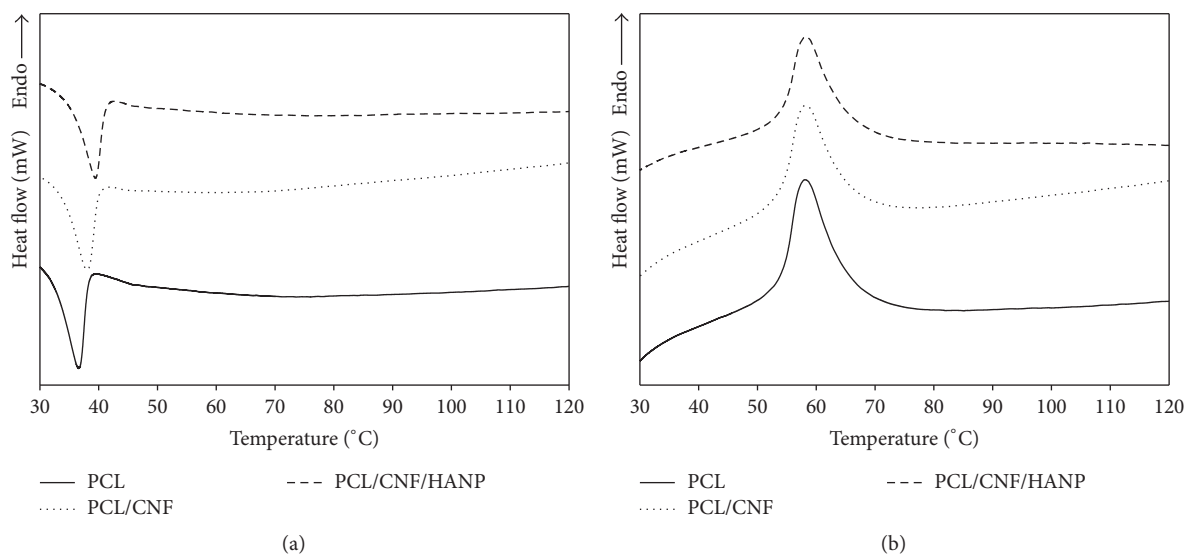 Heat flow (mW) Endo
30 40 50 60 70 80 90 100 110 120
Temperature (°C)
PCL
PCL/CNF
PCL/CNF/HANP
(a)
Heat flow (mW) Endo
30 40 50 60 70 80 90 100 110 120
Temperature (°C)
PCL
PCL/CNF
PCL/CNF/HANP
(b)